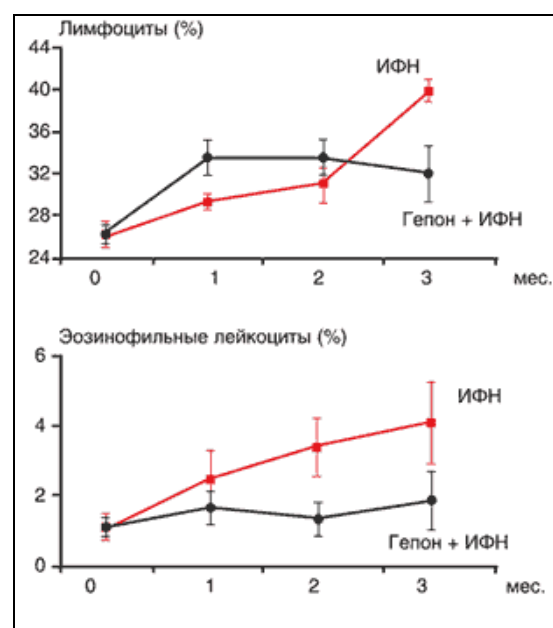 Лимфоциты (%)
44
ИФН
40
36
32
28
Гепон + ИФН
24
0 1 2 3 мес.
Эозинофильные лейкоциты (%)
6
ИФН
4
2
Гепон + ИФН
0
0 1 2 3 мес.